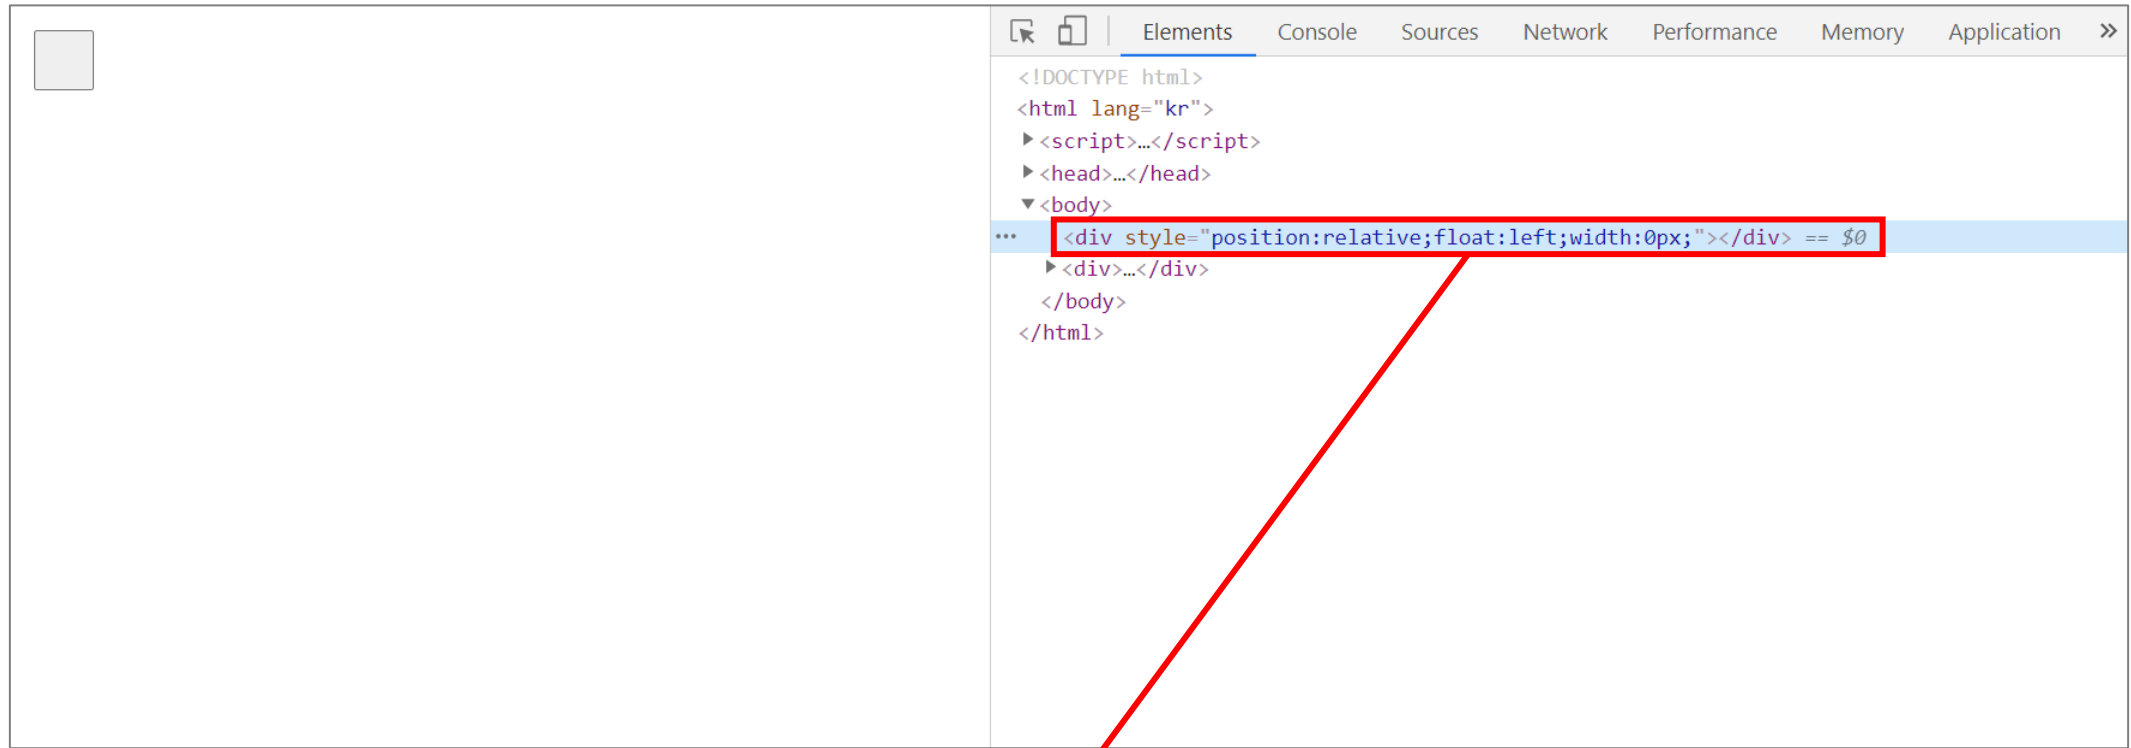 Elements Console Sources Network Performance Memory Application »
<!DOCTYPE html>
<html lang="kr">
▶<script>…</script>
▶<head>…</head>
▼<body>
··· <div style="position:relative;float:left;width:0px;"></div> == $0
▶<div>…</div>
</body>
</html>